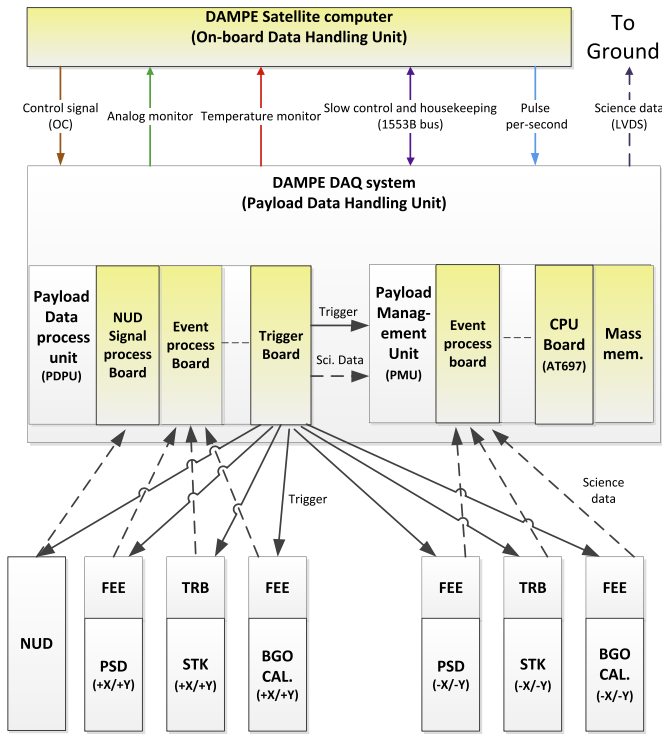 DAMPE Satellite computer
(On-board Data Handling Unit)
To
Ground
Control signal
(OC)
Analog monitor
Temperature monitor
Slow control and housekeeping
(1553B bus)
Pulse
per-second
Science data
(LVDS)
DAMPE DAQ system
(Payload Data Handling Unit)
Payload
Data
process
unit
(PDPU)
NUD
Signal
process
Board
Event
process
Board
Trigger
Board
Trigger
Sci. Data
Payload
Manag-
ement
Unit
(PMU)
Event
process
board
CPU
Board
(AT697)
Mass
mem.
Trigger
Science
data
NUD
FEE
PSD
(+X/+Y)
TRB
STK
(+X/+Y)
FEE
BGO
CAL.
(+X/+Y)
FEE
PSD
(-X/-Y)
TRB
STK
(-X/-Y)
FEE
BGO
CAL.
(-X/-Y)